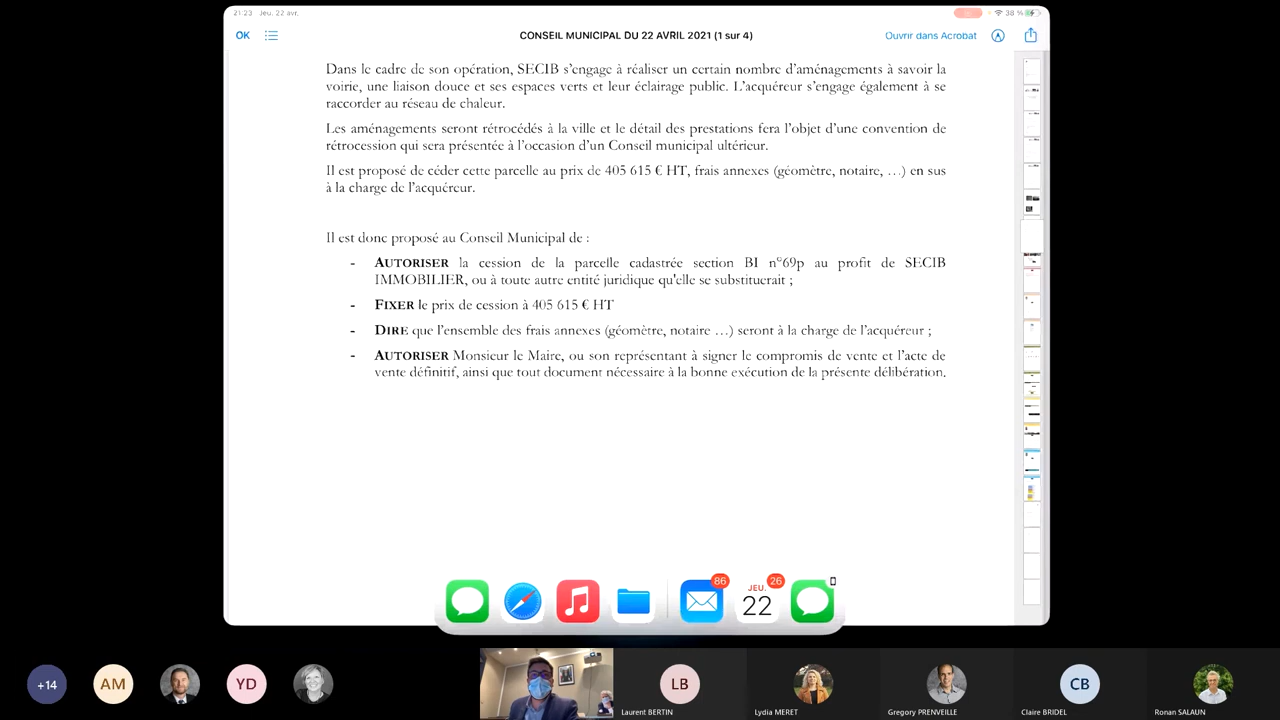 21:23 Jeu. 22 avr.
38 %
OK
CONSEIL MUNICIPAL DU 22 AVRIL 2021 (1 sur 4)
Ouvrir dans Acrobat
Dans le cadre de son opération, SECIB s’engage à réaliser un certain nombre d’aménagements à savoir la
voirie, une liaison douce et ses espaces verts et leur éclairage public. L’acquéreur s’engage également à se
raccorder au réseau de chaleur.
Les aménagements seront rétrocédés à la ville et le détail des prestations fera l’objet d’une convention de
rétrocession qui sera présentée à l’occasion d’un Conseil municipal ultérieur.
Il est proposé de céder cette parcelle au prix de 405 615 € HT, frais annexes (géomètre, notaire, …) en sus
à la charge de l’acquéreur.
Il est donc proposé au Conseil Municipal de :
- AUTORISER la cession de la parcelle cadastrée section BI n°69p au profit de SECIB
IMMOBILIER, ou à toute autre entité juridique qu'elle se substituerait ;
- FIXER le prix de cession à 405 615 € HT
- DIRE que l’ensemble des frais annexes (géomètre, notaire …) seront à la charge de l’acquéreur ;
- AUTORISER Monsieur le Maire, ou son représentant à signer le compromis de vente et l’acte de
vente définitif, ainsi que tout document nécessaire à la bonne exécution de la présente délibération.
86
26
JEU.
22
+14
AM
YD
LB
CB
Laurent BERTIN
Lydia MERET
Gregory PRENVEILLE
Claire BRIDEL
Ronan SALAUN